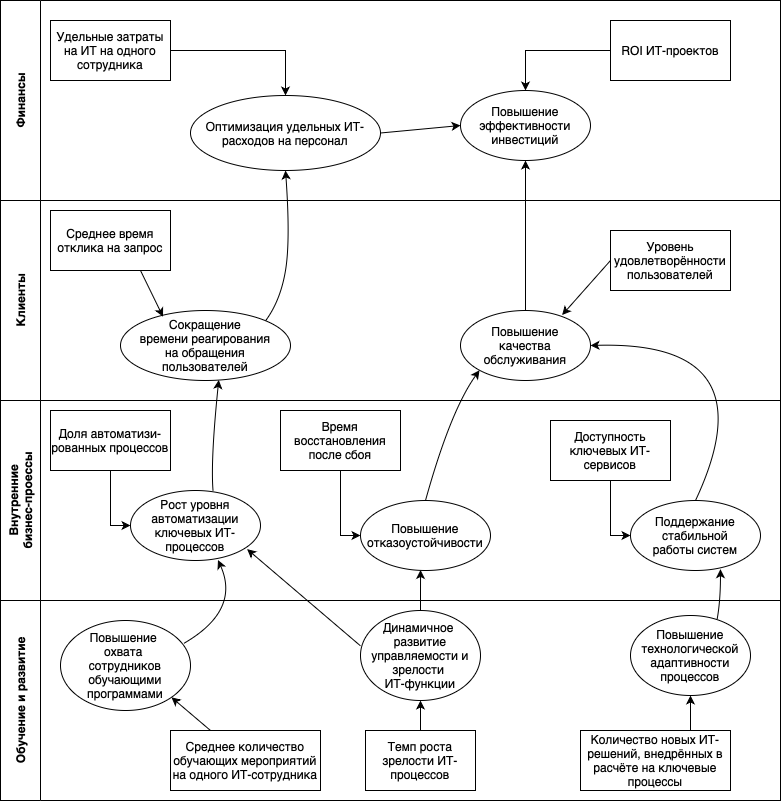 Финансы
Удельные затраты
на ИТ на одного
сотрудника
ROI ИТ-проектов
Оптимизация удельных ИТ-
расходов на персонал
Повышение
эффективности
инвестиций
Клиенты
Среднее время
отклика на запрос
Уровень
удовлетворённости
пользователей
Сокращение
времени реагирования
на обращения
пользователей
Повышение
качества
обслуживания
Внутренние
бизнес-проессы
Доля автоматизи-
рованных процессов
Время
восстановления
после сбоя
Доступность
ключевых ИТ-
сервисов
Рост уровня
автоматизации
ключевых ИТ-
процессов
Повышение
отказоустойчивости
Поддержание
стабильной
работы систем
Обучение и развитие
Повышение
охвата
сотрудников
обучающими
программами
Динамичное
развитие
управляемости и
зрелости
ИТ-функции
Повышение
технологической
адаптивности
процессов
Среднее количество
обучающих мероприятий
на одного ИТ-сотрудника
Темп роста
зрелости ИТ-
процессов
Количество новых ИТ-
решений, внедрённых в
расчёте на ключевые
процессы